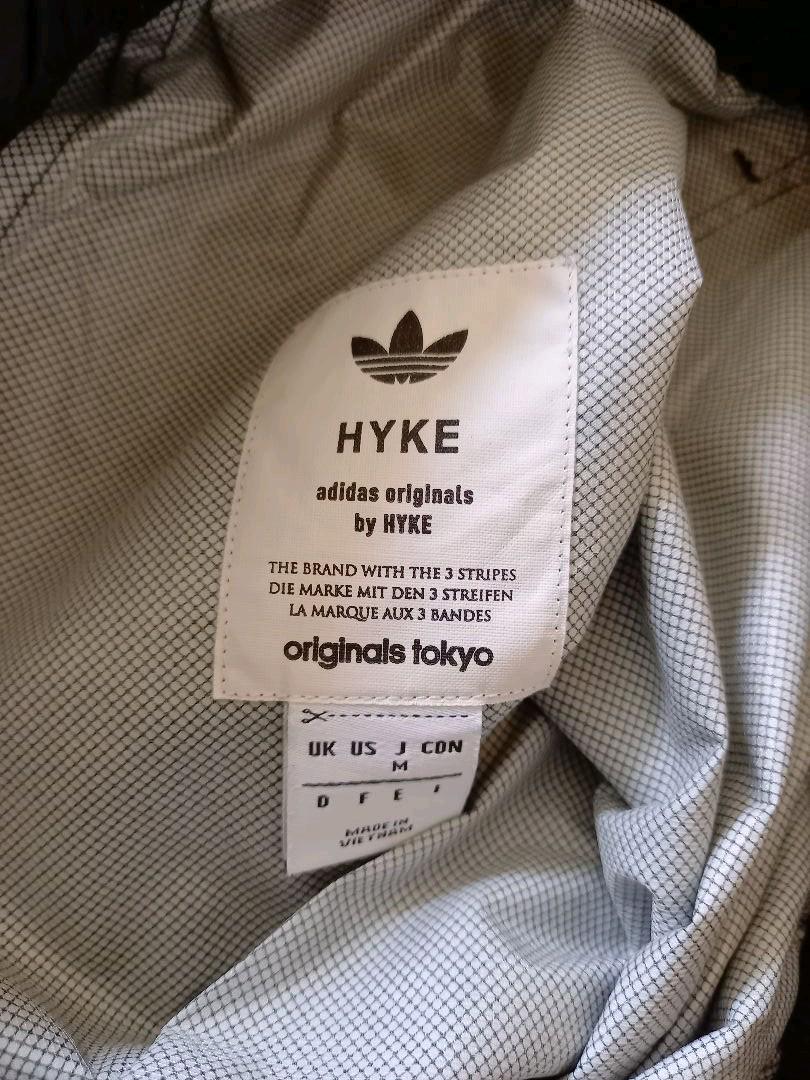 HYKE
adidas originals
by HYKE
THE BRAND WITH THE 3 STRIPES
DIE MARKE MIT DEN 3 STREIFEN
LA MARQUE AUX 3 BANDES
originals tokyo
UK US J CDN
M
D F E I
MADE IN
VIETNAM